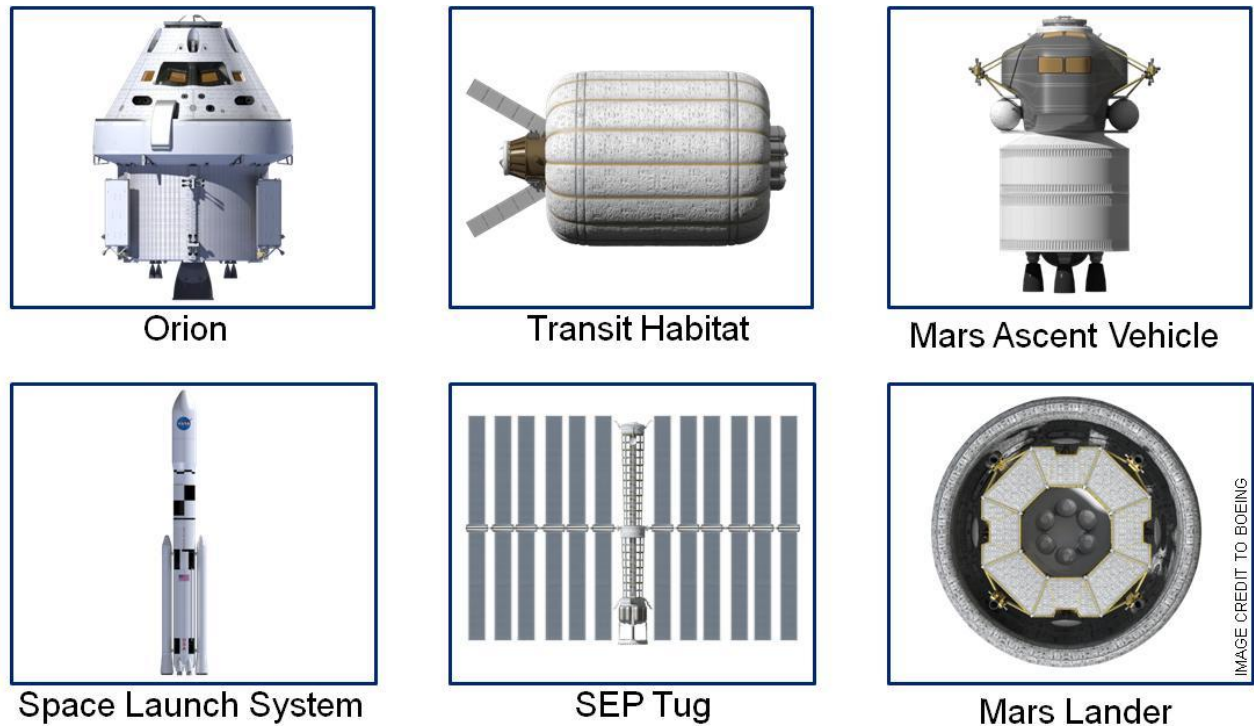 Orion
Transit Habitat
Mars Ascent Vehicle
Space Launch System
SEP Tug
Mars Lander
IMAGE CREDIT TO BOEING